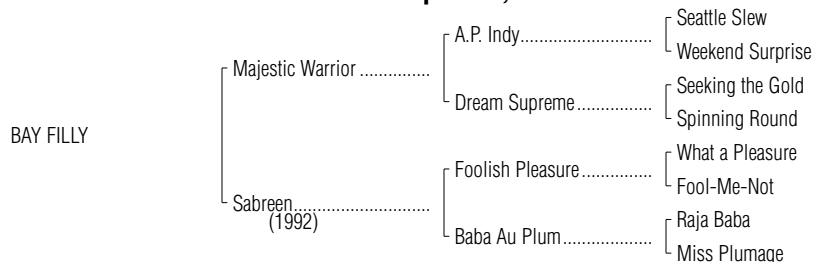 Seattle Slew
A.P. Indy..............................
Weekend Surprise
Majestic Warrior ...............
Seeking the Gold
Dream Supreme.................
Spinning Round
BAY FILLY
What a Pleasure
Foolish Pleasure................
Fool-Me-Not
Sabreen..............................
(1992)
Raja Baba
Baba Au Plum....................
Miss Plumage